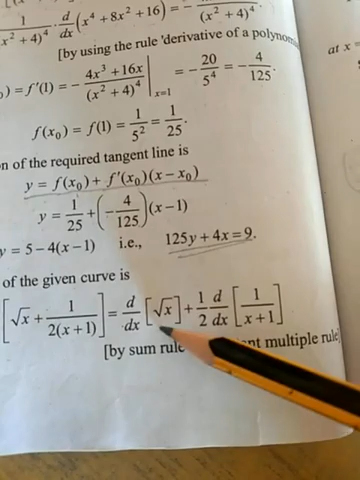 1/(x² + 4)⁴ · d/dx (x⁴ + 8x² + 16) = − /(x² + 4)⁴
[by using the rule 'derivative of a
₀) = f′(1) = − (4x³ + 16x)/(x² + 4)⁴ |ₓ₌₁ = − 20/5⁴ = − 4/125.
at x =
f(x₀) = f(1) = 1/5² = 1/25.
of the required tangent line is
y = f(x₀) + f′(x₀)(x − x₀)
y = 1/25 + (− 4/125)(x − 1)
y = 5 − 4(x − 1) i.e., 125y + 4x = 9.
of the given curve is
[√x + 1/2(x + 1)] = d/dx [√x] + 1/2 d/dx [1/x + 1]
[by sum rule multiple rule]